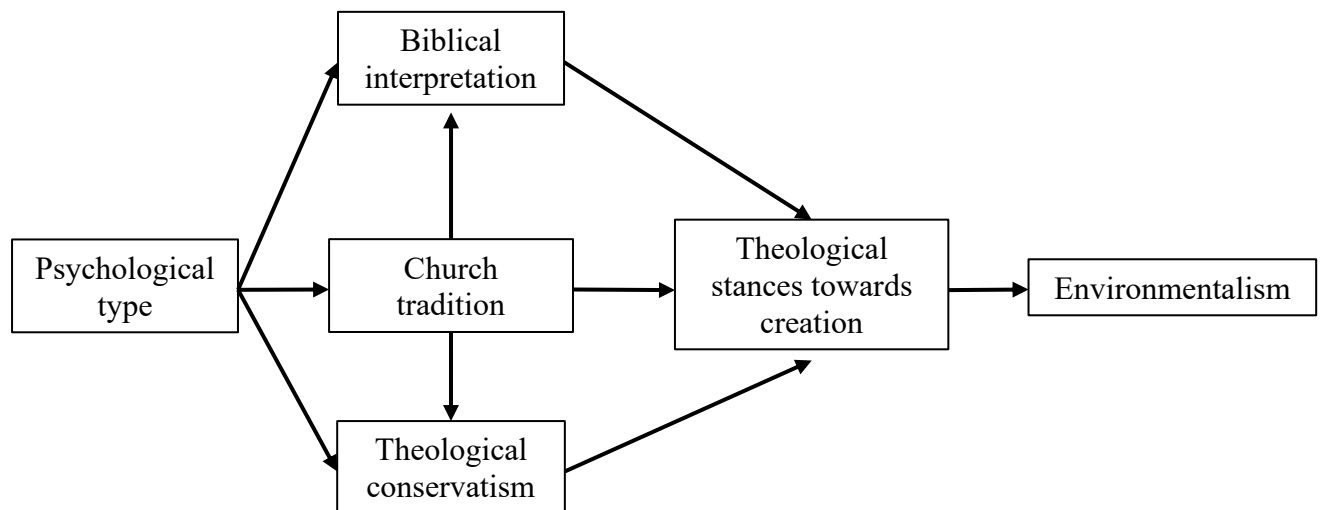 Biblical
interpretation
Psychological
type
Church
tradition
Theological
stances towards
creation
Environmentalism
Theological
conservatism